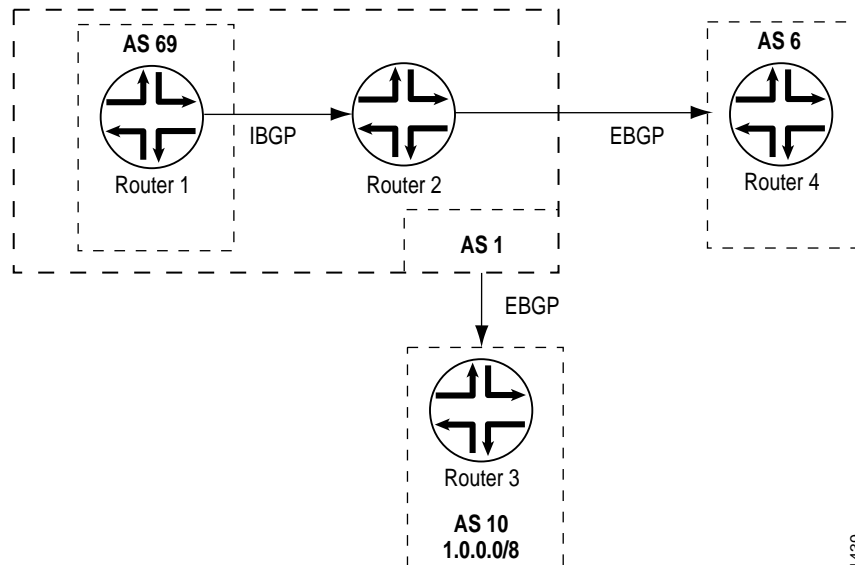 AS 69
AS 6
IBGP
EBGP
Router 1
Router 2
Router 4
AS 1
EBGP
Router 3
AS 10
1.0.0.0/8